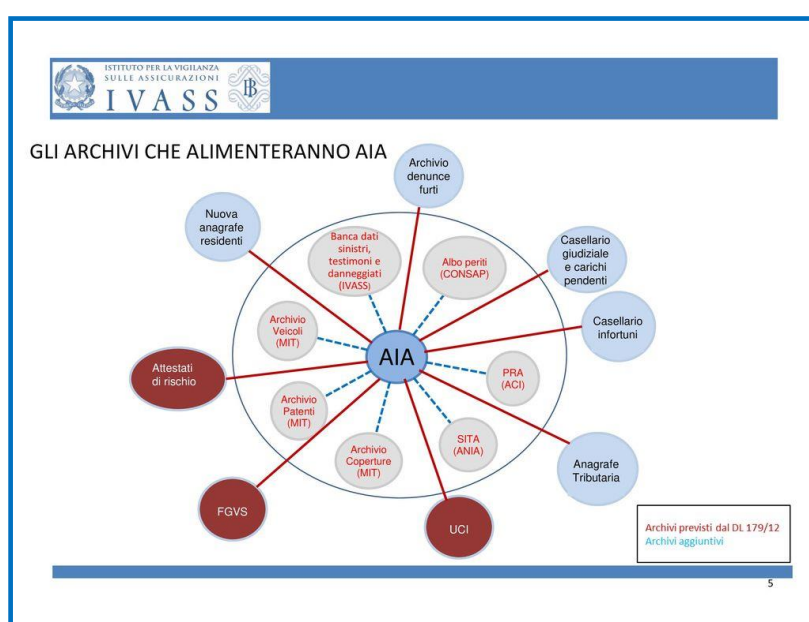 ISTITUTO PER LA VIGILANZA
SULLE ASSICURAZIONI
IVASS
GLI ARCHIVI CHE ALIMENTERANNO AIA
Archivio
denunce
furti
Nuova
anagrafe
residenti
Banca dati
sinistri,
testimoni e
danneggiati
(IVASS)
Albo periti
(CONSAP)
Casellario
giudiziale
e carichi
pendenti
Archivio
Veicoli
(MIT)
Casellario
infortuni
AIA
Attestati
di rischio
PRA
(ACI)
Archivio
Patenti
(MIT)
Archivio
Coperture
(MIT)
SITA
(ANIA)
Anagrafe
Tributaria
FGVS
UCI
Archivi previsti dal DL 179/12
Archivi aggiuntivi
5